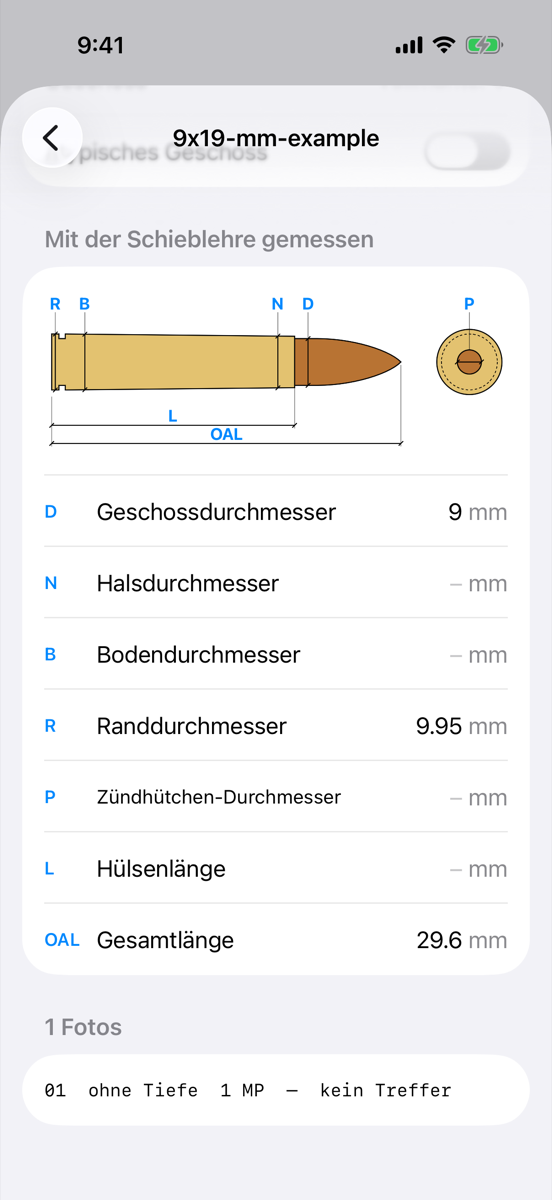 9:41
9x19-mm-example
pisches Geschoss
Mit der Schieblehre gemessen
R B N D P
L
OAL
D Geschossdurchmesser 9 mm
N Halsdurchmesser – mm
B Bodendurchmesser – mm
R Randdurchmesser 9.95 mm
P Zündhütchen-Durchmesser – mm
L Hülsenlänge – mm
OAL Gesamtlänge 29.6 mm
1 Fotos
01 ohne Tiefe 1 MP — kein Treffer